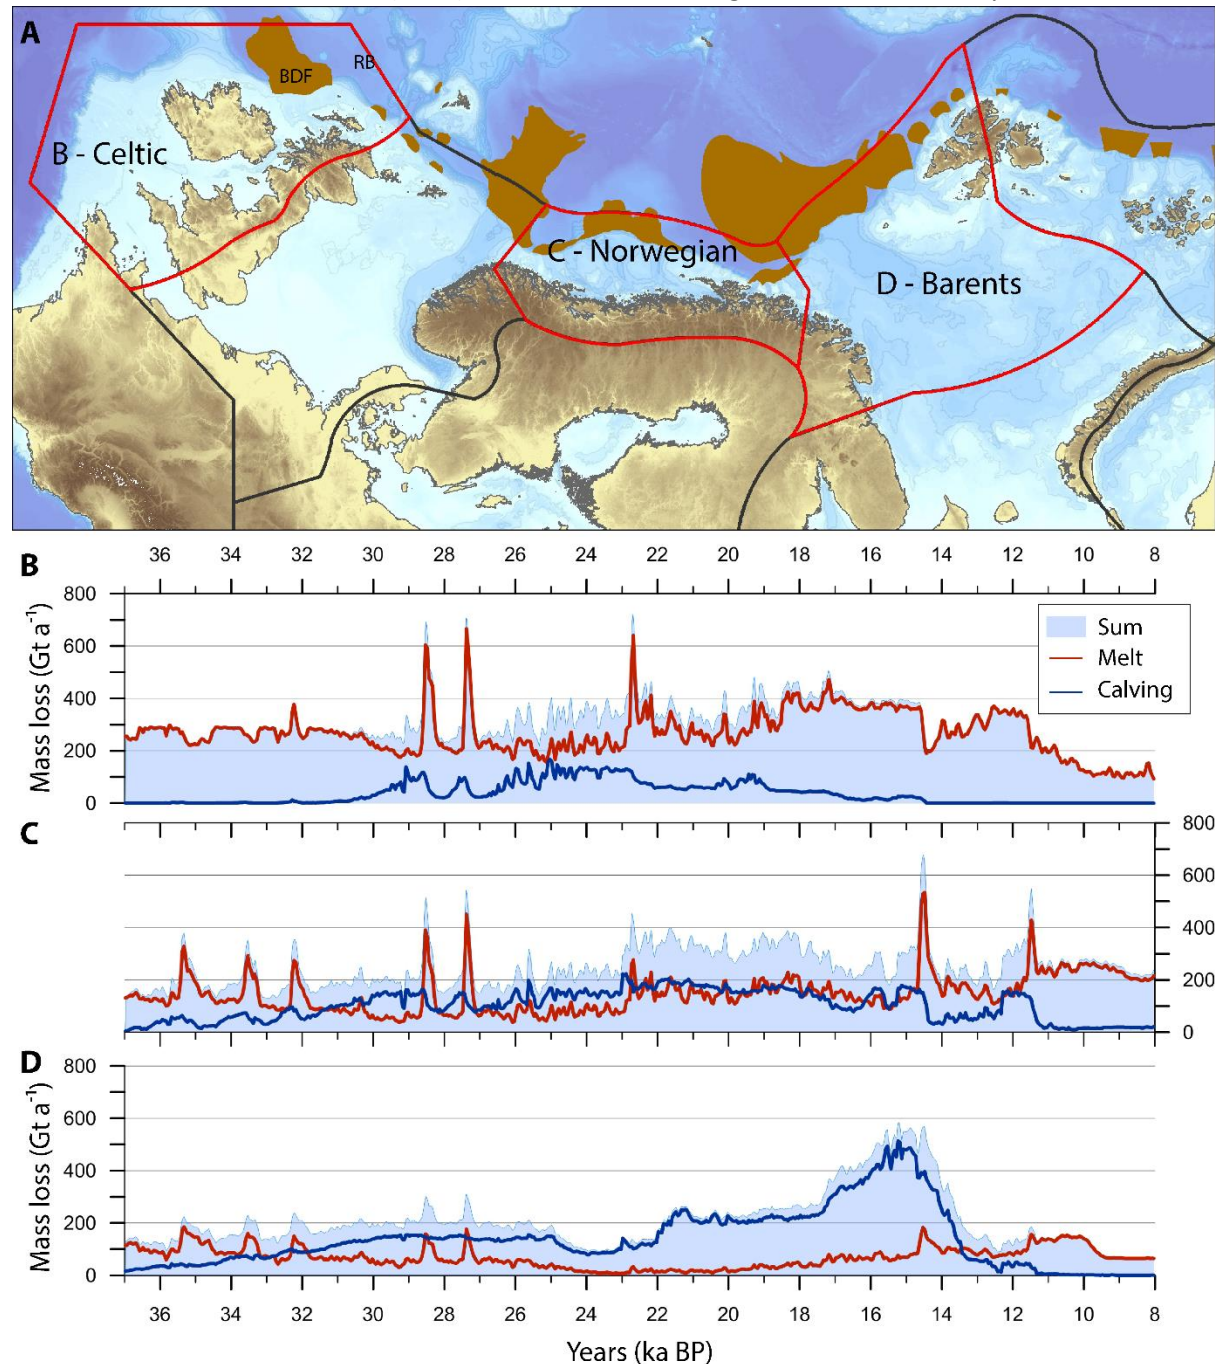 A
BDF
RB
B - Celtic
C - Norwegian
D - Barents
36 34 32 30 28 26 24 22 20 18 16 14 12 10 8
B
800
600
400
200
0
Mass loss (Gt a⁻¹)
Sum
Melt
Calving
C
800
600
400
200
0
D
800
600
400
200
0
Mass loss (Gt a⁻¹)
36 34 32 30 28 26 24 22 20 18 16 14 12 10 8
Years (ka BP)